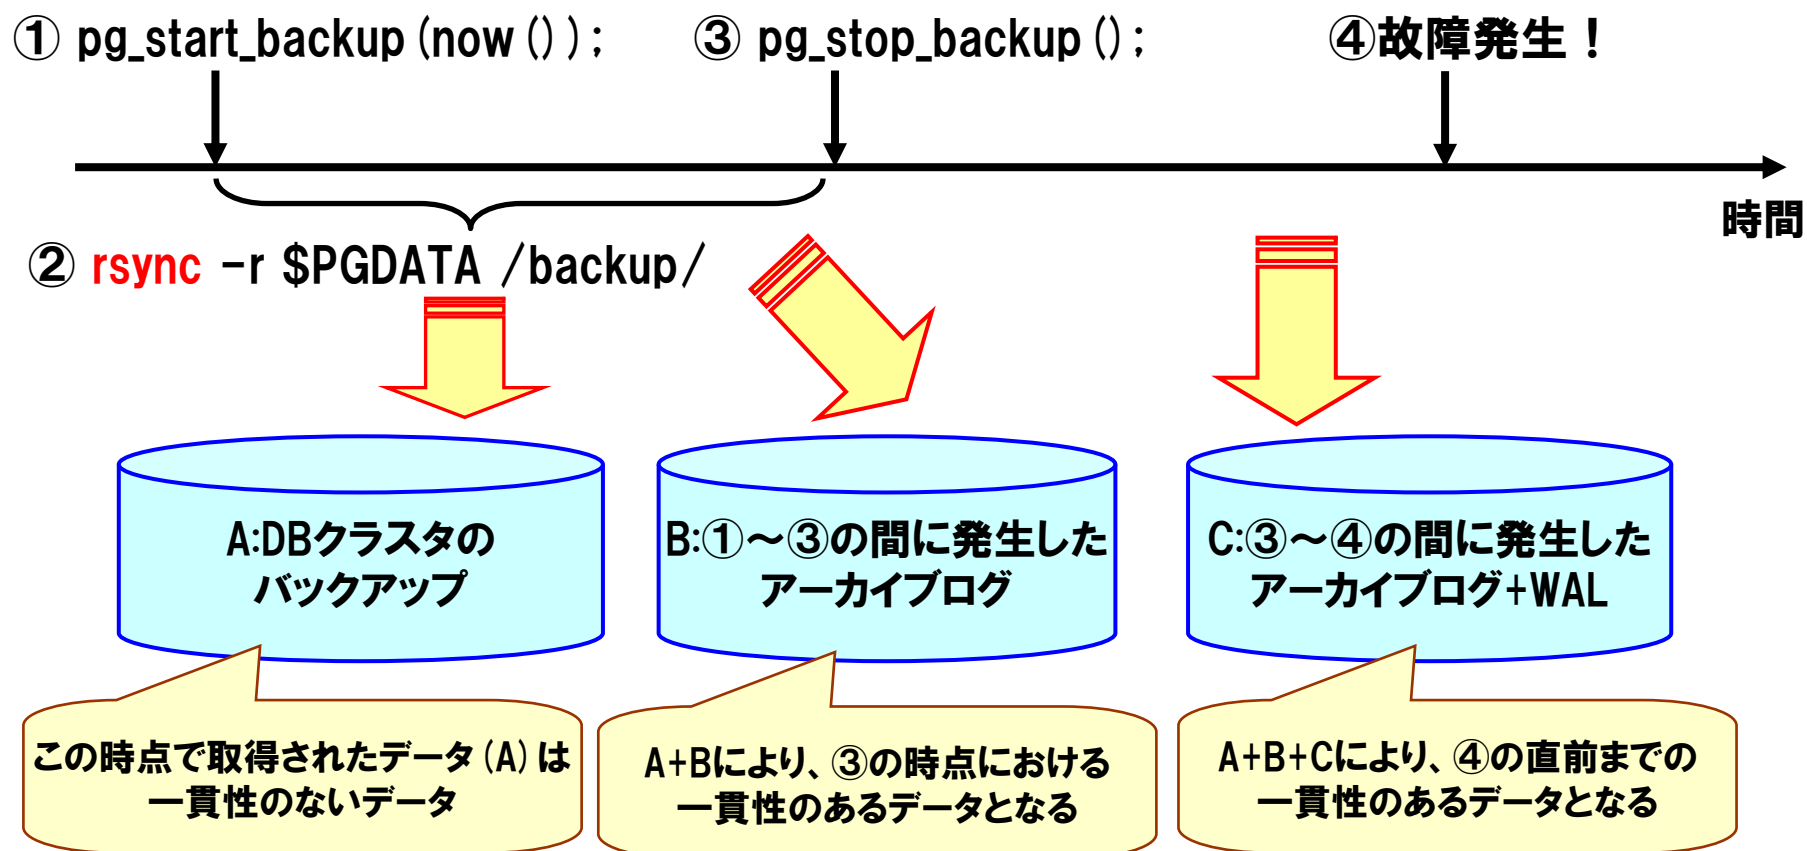 ① pg_start_backup(now());
③ pg_stop_backup();
④故障発生！
時間
② rsync -r $PGDATA /backup/
A:DBクラスタの
バックアップ
B:①～③の間に発生した
アーカイブログ
C:③～④の間に発生した
アーカイブログ+WAL
この時点で取得されたデータ(A)は
一貫性のないデータ
A+Bにより、③の時点における
一貫性のあるデータとなる
A+B+Cにより、④の直前までの
一貫性のあるデータとなる